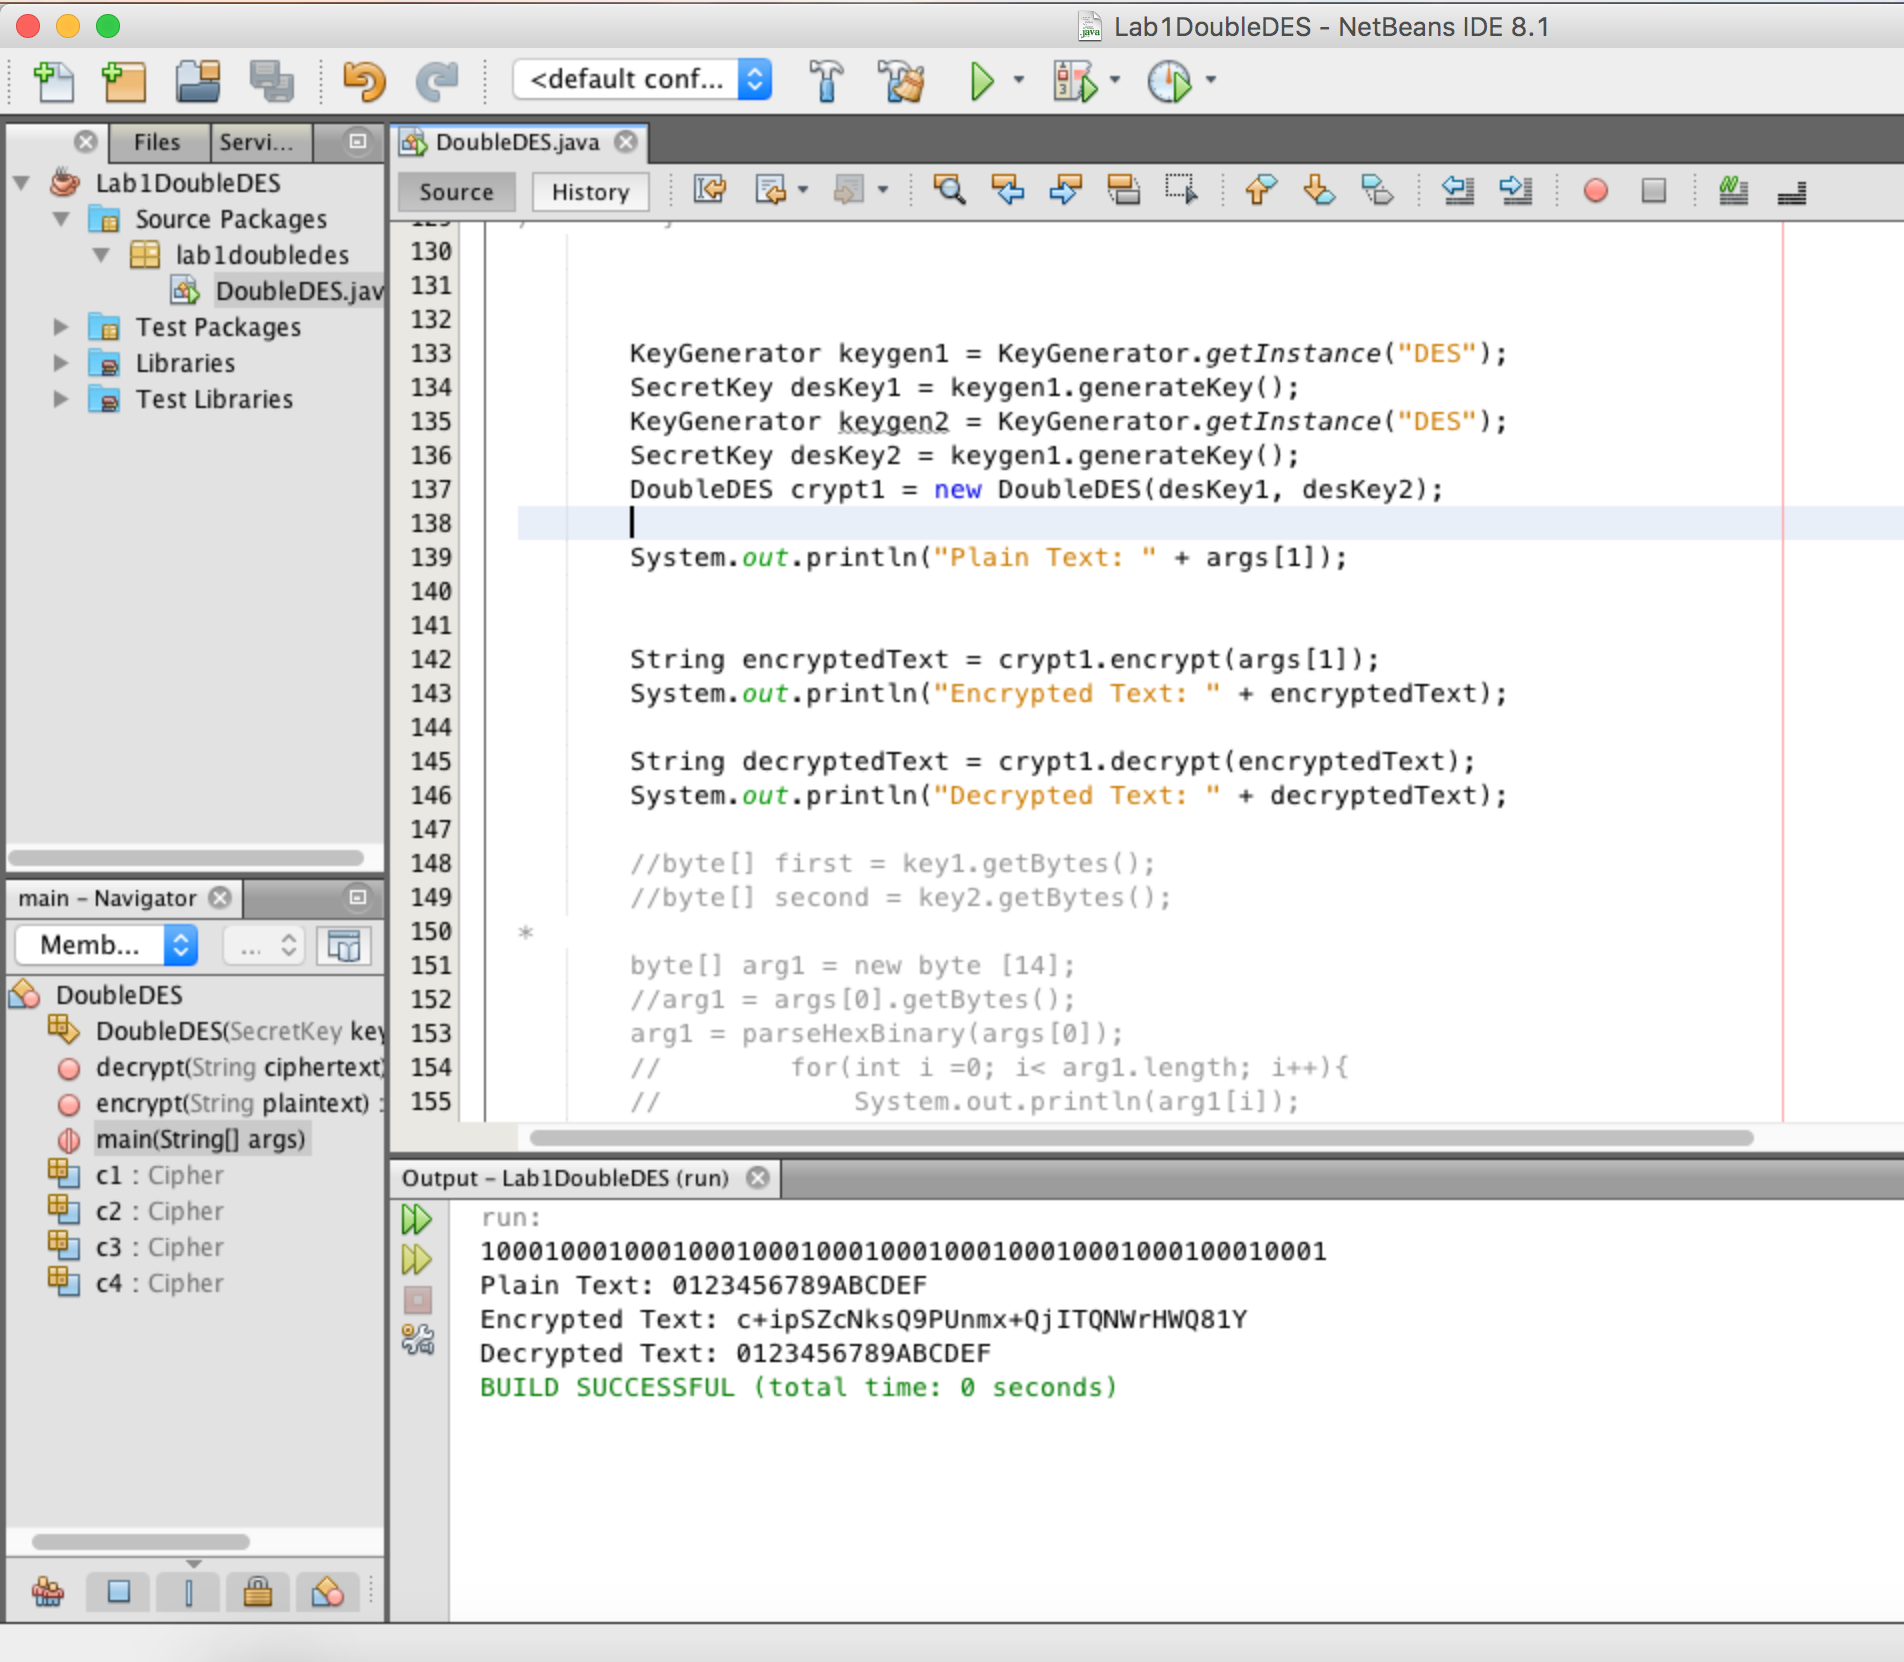 Lab1DoubleDES - NetBeans IDE 8.1
<default conf...
Files
Servi...
Lab1DoubleDES
Source Packages
lab1doubledes
DoubleDES.jav
Test Packages
Libraries
Test Libraries
main - Navigator
Memb...
...
DoubleDES
DoubleDES(SecretKey key
decrypt(String ciphertext)
encrypt(String plaintext) :
main(String[] args)
c1 : Cipher
c2 : Cipher
c3 : Cipher
c4 : Cipher
DoubleDES.java
Source
History
129
130
131
132
133 KeyGenerator keygen1 = KeyGenerator.getInstance("DES");
134 SecretKey desKey1 = keygen1.generateKey();
135 KeyGenerator keygen2 = KeyGenerator.getInstance("DES");
136 SecretKey desKey2 = keygen1.generateKey();
137 DoubleDES crypt1 = new DoubleDES(desKey1, desKey2);
138
139 System.out.println("Plain Text: " + args[1]);
140
141
142 String encryptedText = crypt1.encrypt(args[1]);
143 System.out.println("Encrypted Text: " + encryptedText);
144
145 String decryptedText = crypt1.decrypt(encryptedText);
146 System.out.println("Decrypted Text: " + decryptedText);
147
148 //byte[] first = key1.getBytes();
149 //byte[] second = key2.getBytes();
150 *
151 byte[] arg1 = new byte [14];
152 //arg1 = args[0].getBytes();
153 arg1 = parseHexBinary(args[0]);
154 // for(int i =0; i< arg1.length; i++){
155 // System.out.println(arg1[i]);
Output - Lab1DoubleDES (run)
run:
10001000100010001000100010001000100010001000100010001
Plain Text: 0123456789ABCDEF
Encrypted Text: c+ipSZcNksQ9PUnmx+QjITQNWrHWQ81Y
Decrypted Text: 0123456789ABCDEF
BUILD SUCCESSFUL (total time: 0 seconds)